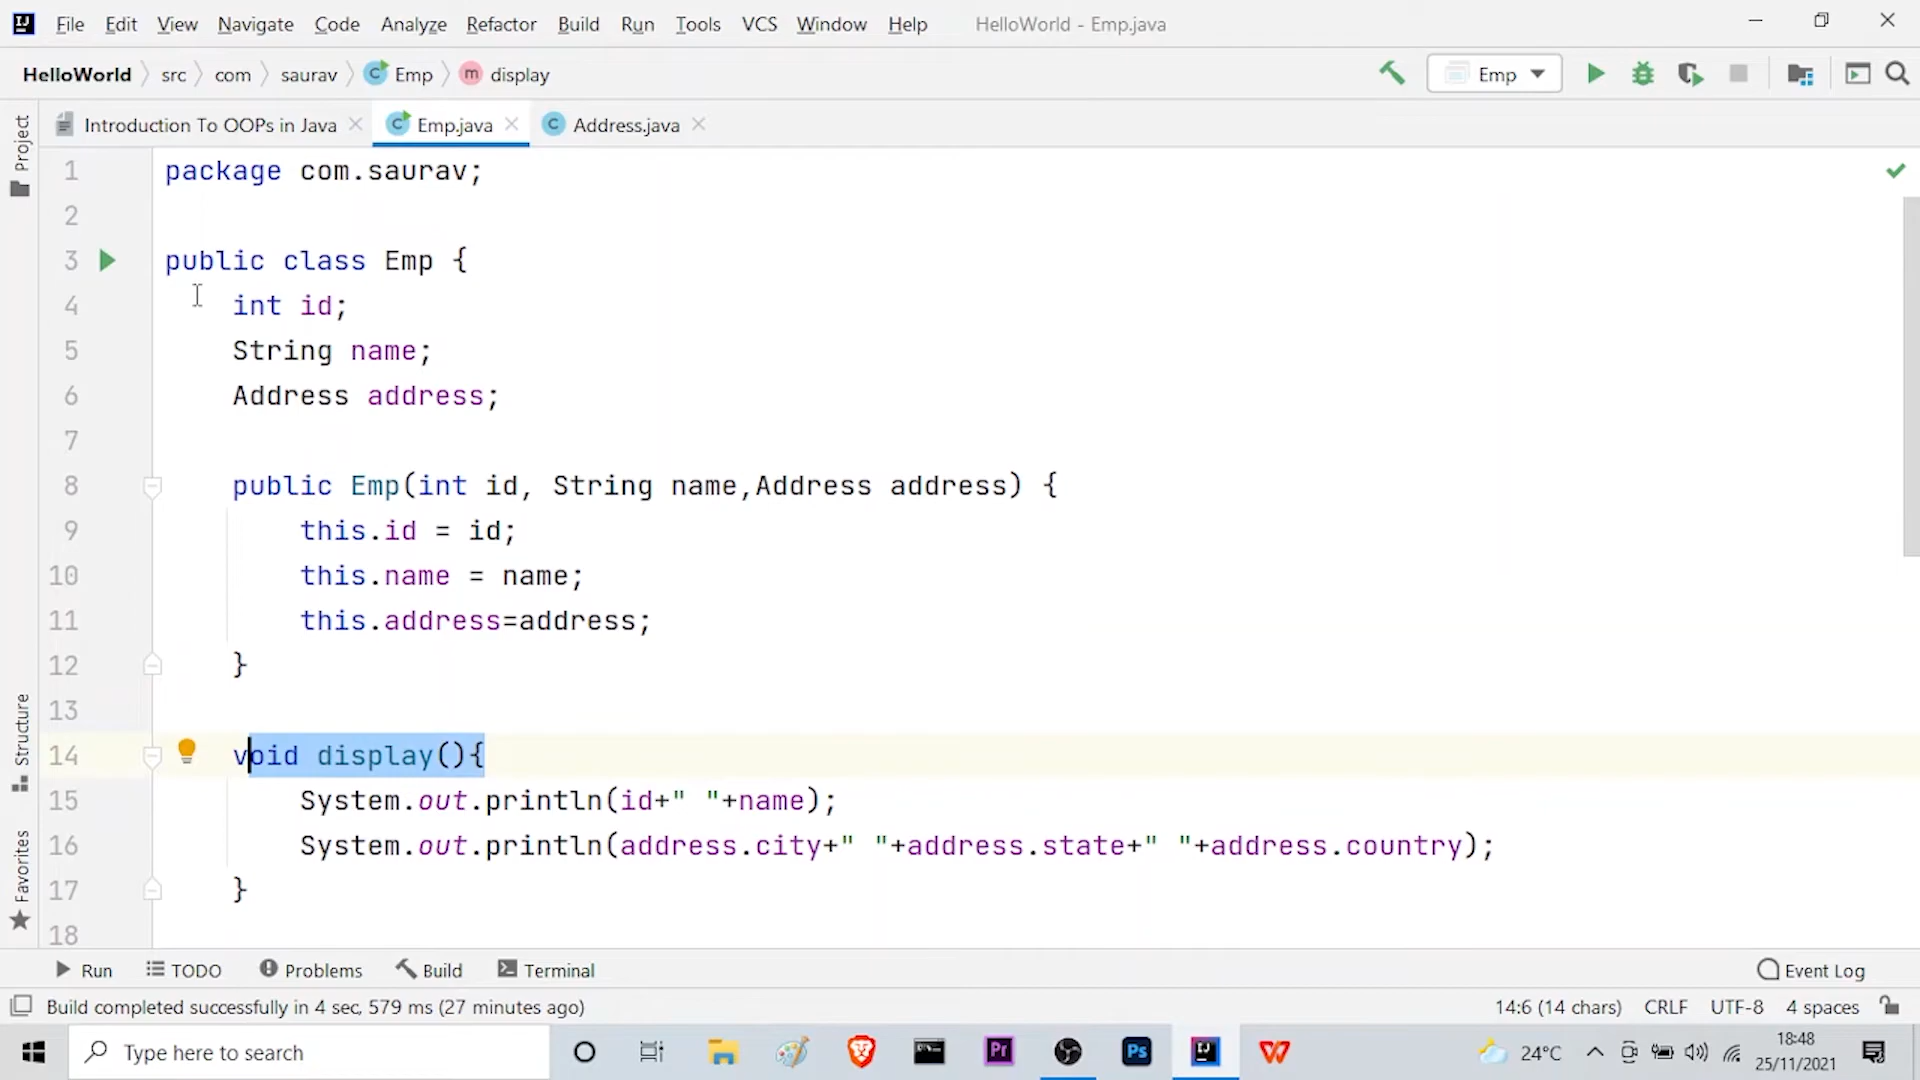 File Edit View Navigate Code Analyze Refactor Build Run Tools VCS Window Help HelloWorld - Emp.java
HelloWorld src com saurav C Emp m display Emp
Introduction To OOPs in Java C Emp.java C Address.java
Project
Structure
Favorites
1 package com.saurav;
2
3 public class Emp {
4 int id;
5 String name;
6 Address address;
7
8 public Emp(int id, String name,Address address) {
9 this.id = id;
10 this.name = name;
11 this.address=address;
12 }
13
14 void display(){
15 System.out.println(id+" "+name);
16 System.out.println(address.city+" "+address.state+" "+address.country);
17 }
18
Run TODO Problems Build Terminal Event Log
Build completed successfully in 4 sec, 579 ms (27 minutes ago) 14:6 (14 chars) CRLF UTF-8 4 spaces
Type here to search Pr Ps IJ W 24°C 18:48
25/11/2021